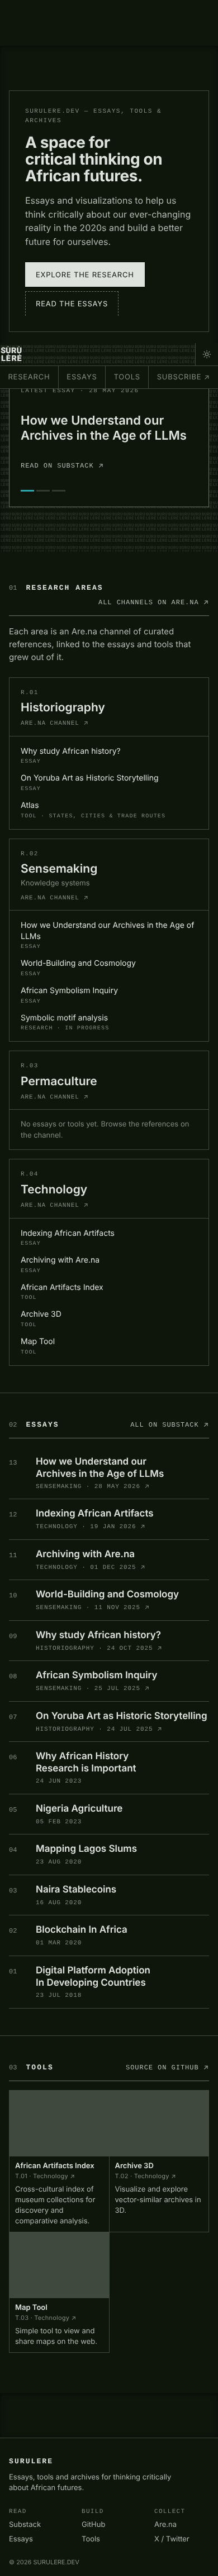 SURULERE.DEV — ESSAYS, TOOLS &
ARCHIVES
A space for
critical thinking on
African futures.
Essays and visualizations to help us
think critically about our ever-changing
reality in the 2020s and build a better
future for ourselves.
EXPLORE THE RESEARCH
READ THE ESSAYS
SURU
LERE
RESEARCH ESSAYS TOOLS SUBSCRIBE ↗
LATEST ESSAY · 28 MAY 2026
How we Understand our
Archives in the Age of LLMs
READ ON SUBSTACK ↗
01 RESEARCH AREAS
ALL CHANNELS ON ARE.NA ↗
Each area is an Are.na channel of curated
references, linked to the essays and tools that
grew out of it.
R.01
Historiography
ARE.NA CHANNEL ↗
Why study African history?
ESSAY
On Yoruba Art as Historic Storytelling
ESSAY
Atlas
TOOL · STATES, CITIES & TRADE ROUTES
R.02
Sensemaking
Knowledge systems
ARE.NA CHANNEL ↗
How we Understand our Archives in the Age of
LLMs
ESSAY
World-Building and Cosmology
ESSAY
African Symbolism Inquiry
ESSAY
Symbolic motif analysis
RESEARCH · IN PROGRESS
R.03
Permaculture
ARE.NA CHANNEL ↗
No essays or tools yet. Browse the references on
the channel.
R.04
Technology
ARE.NA CHANNEL ↗
Indexing African Artifacts
ESSAY
Archiving with Are.na
ESSAY
African Artifacts Index
TOOL
Archive 3D
TOOL
Map Tool
TOOL
02 ESSAYS ALL ON SUBSTACK ↗
13 How we Understand our
Archives in the Age of LLMs
SENSEMAKING · 28 MAY 2026 ↗
12 Indexing African Artifacts
TECHNOLOGY · 19 JAN 2026 ↗
11 Archiving with Are.na
TECHNOLOGY · 01 DEC 2025 ↗
10 World-Building and Cosmology
SENSEMAKING · 11 NOV 2025 ↗
09 Why study African history?
HISTORIOGRAPHY · 24 OCT 2025 ↗
08 African Symbolism Inquiry
SENSEMAKING · 25 JUL 2025 ↗
07 On Yoruba Art as Historic Storytelling
HISTORIOGRAPHY · 24 JUL 2025 ↗
06 Why African History
Research is Important
24 JUN 2023
05 Nigeria Agriculture
05 FEB 2023
04 Mapping Lagos Slums
23 AUG 2020
03 Naira Stablecoins
16 AUG 2020
02 Blockchain In Africa
01 MAR 2020
01 Digital Platform Adoption
In Developing Countries
23 JUL 2018
03 TOOLS SOURCE ON GITHUB ↗
African Artifacts Index
T.01 · Technology ↗
Cross-cultural index of
museum collections for
discovery and
comparative analysis.
Archive 3D
T.02 · Technology ↗
Visualize and explore
vector-similar archives in
3D.
Map Tool
T.03 · Technology ↗
Simple tool to view and
share maps on the web.
SURULERE
Essays, tools and archives for thinking critically
about African futures.
READ BUILD COLLECT
Substack GitHub Are.na
Essays Tools X / Twitter
© 2026 SURULERE.DEV